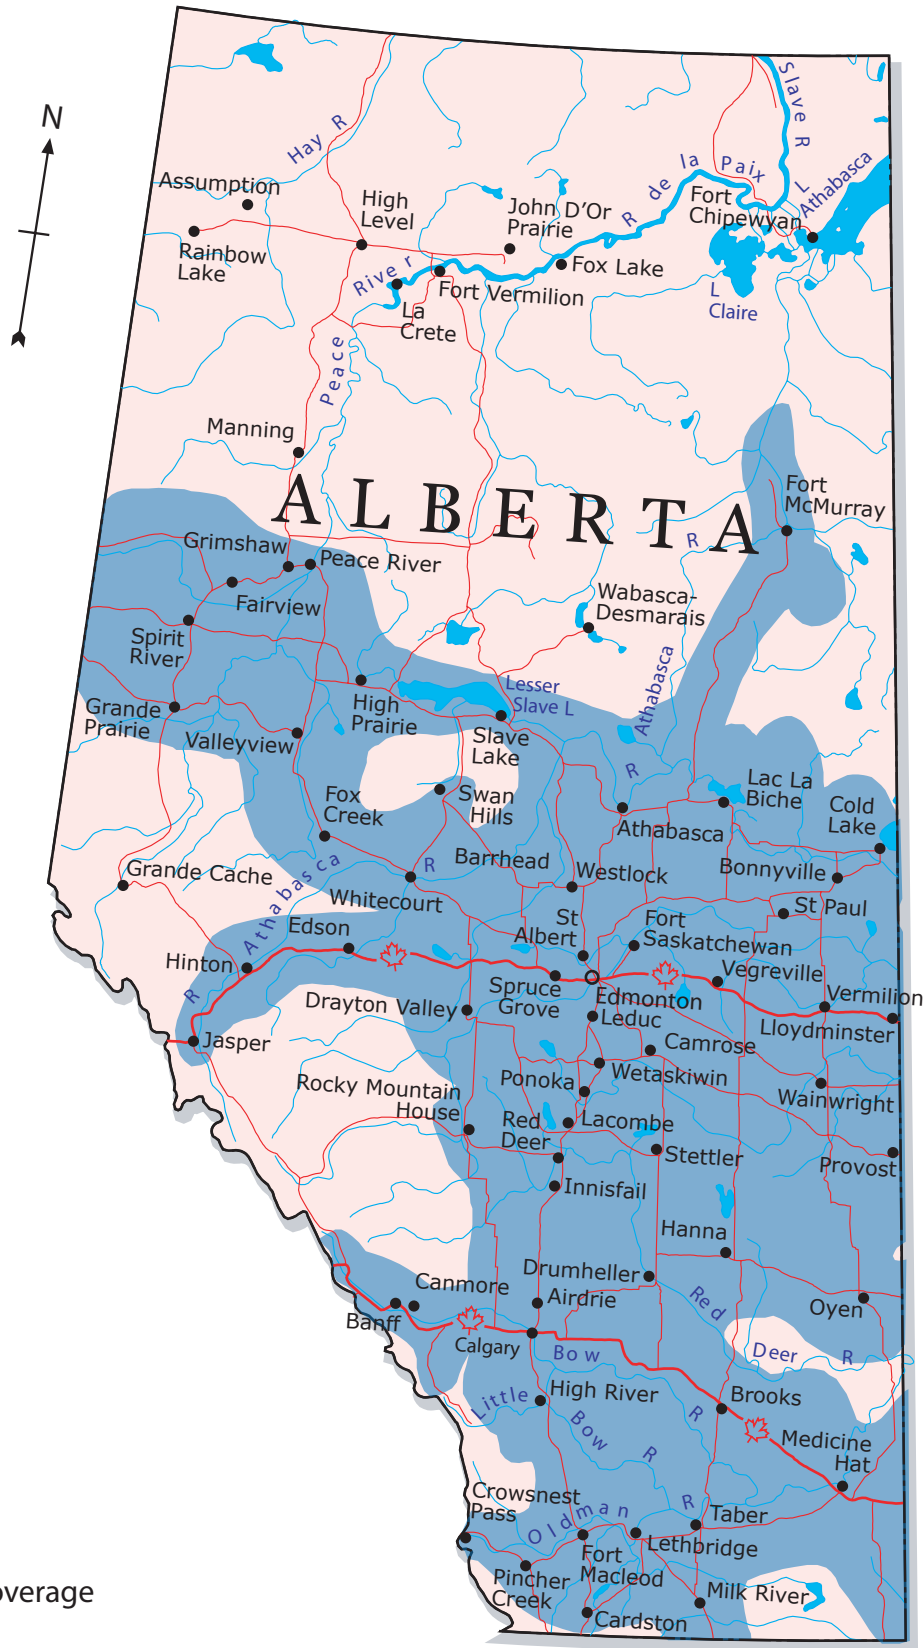 N
Slave R
Hay R
R de la Paix
L
Athabasca
Assumption
Fort
Chipewyan
High
Level
John D'Or
Prairie
Rainbow
Lake
River
Fox Lake
Fort Vermilion
L
Claire
La
Crete
Peace
Manning
ALBERTA
Fort
McMurray
R
Grimshaw
Peace River
Fairview
Wabasca-
Desmarais
Spirit
River
Athabasca
Lesser
Slave L
Grande
Prairie
High
Prairie
Valleyview
Slave
Lake
R
Lac La
Biche
Fox
Creek
Swan
Hills
Cold
Lake
Athabasca
Barrhead
Bonnyville
Grande Cache
Athabasca
R
Westlock
Whitecourt
St Paul
Edson
St
Albert
Fort
Saskatchewan
Hinton
Vegreville
R
Spruce
Grove
Edmonton
Vermilion
Drayton Valley
Leduc
Lloydminster
Jasper
Camrose
Rocky Mountain
House
Ponoka
Wetaskiwin
Wainwright
Red
Deer
Lacombe
Stettler
Provost
Innisfail
Hanna
Drumheller
Canmore
Airdrie
Red
Deer R
Oyen
Banff
Calgary
Bow
R
Little
Bow
R
High River
Brooks
Medicine
Hat
Crowsnest
Pass
Oldman
R
Taber
Lethbridge
Fort
Macleod
Pincher
Creek
Milk River
Cardston
overage